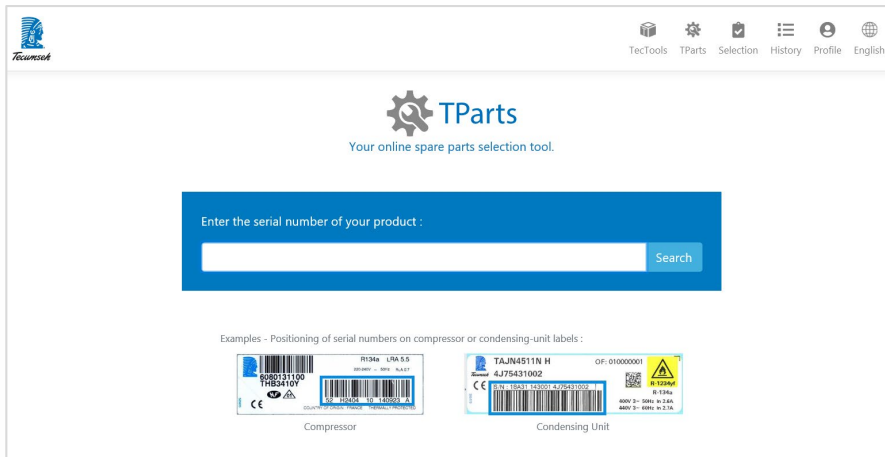 Tecumseh
TecTools TParts Selection History Profile English
TParts
Your online spare parts selection tool.
Enter the serial number of your product :
Search
Examples - Positioning of serial numbers on compressor or condensing-unit labels :
R134a LRA 5.5
6080131100
THB3410Y
52 H2404 10 140923 A
COUNTRY OF ORIGIN : FRANCE THERMALLY PROTECTED
Compressor
TAJN4511N H OF: 010000001
Tecumseh 4J75431002
S/N : 18A31 143001 4J75431002
R-1234yf
R-134a
400V 3~ 50Hz in 2.6A
440V 3~ 60Hz in 2.7A
Condensing Unit